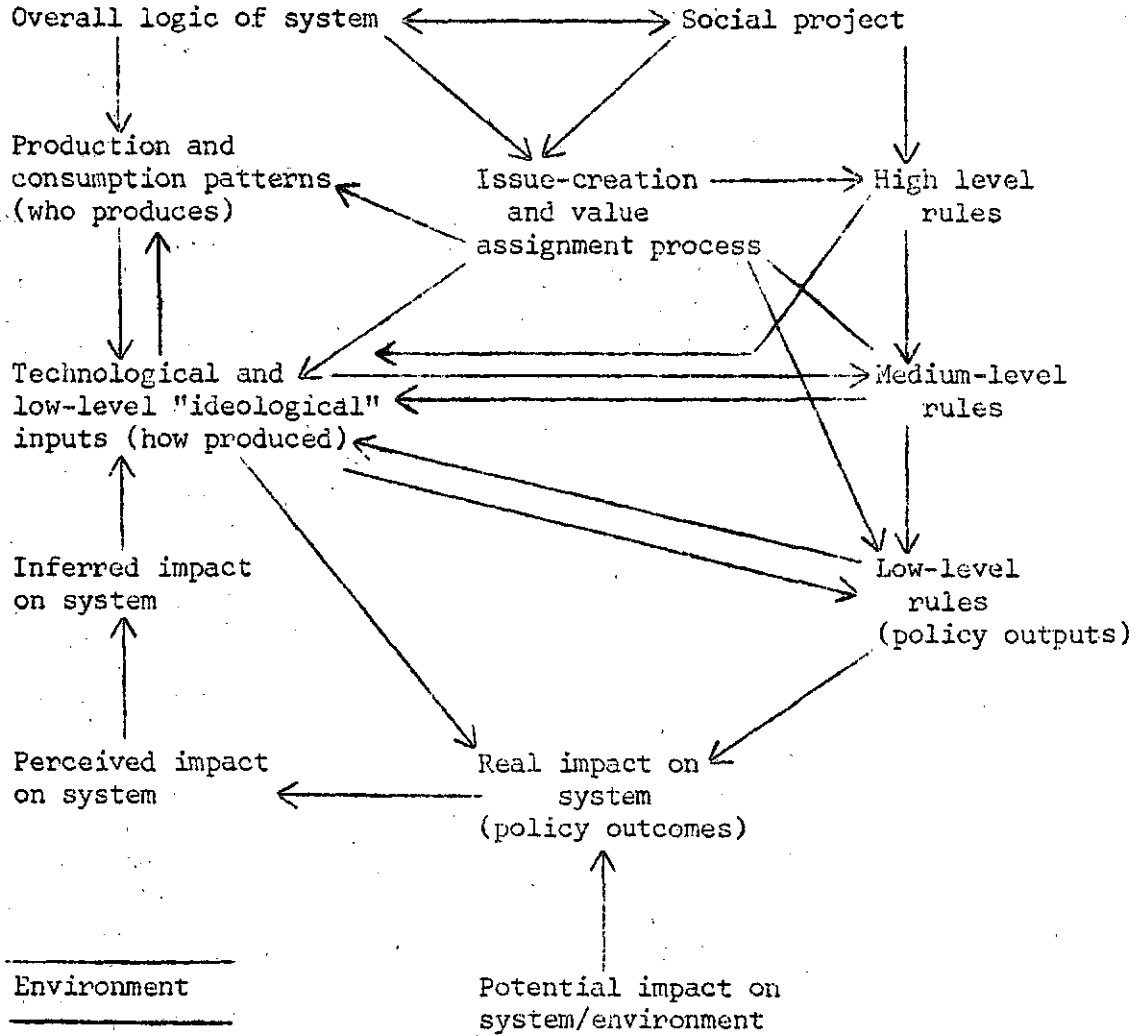 Overall logic of system
Social project
Production and
consumption patterns
(who produces)
Issue-creation
and value
assignment process
High level
rules
Technological and
low-level "ideological"
inputs (how produced)
Medium-level
rules
Inferred impact
on system
Low-level
rules
(policy outputs)
Perceived impact
on system
Real impact on
system
(policy outcomes)
Environment
Potential impact on
system/environment